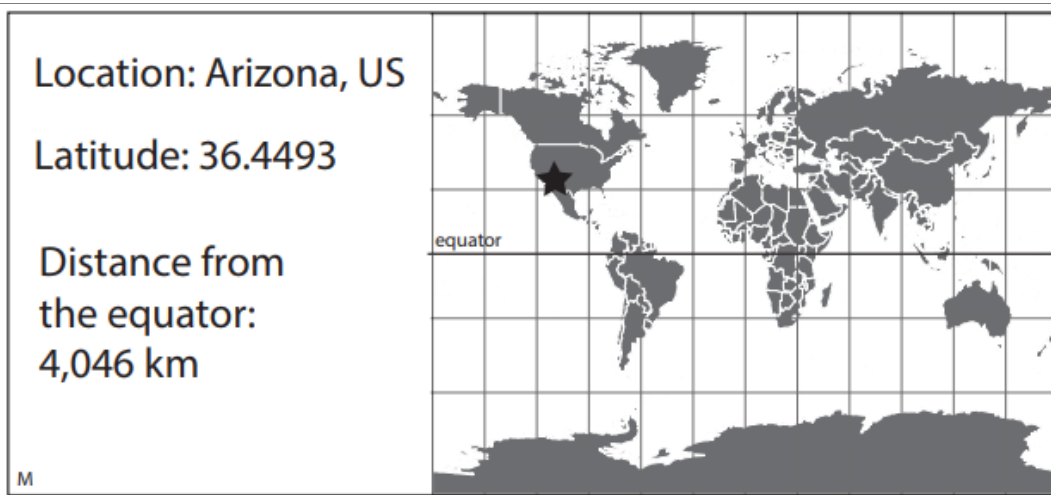 Location: Arizona, US
Latitude: 36.4493
equator
Distance from
the equator:
4,046 km
M